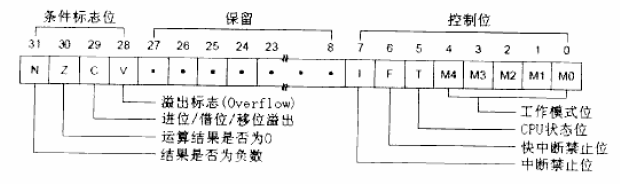 条件标志位 保留 控制位
31 30 29 28 27 26 25 24 23 8 7 6 5 4 3 2 1 0
N Z C V • • • • • • • I F T M4 M3 M2 M1 M0
溢出标志(Overflow) 工作模式位
进位/借位/移位溢出 CPU状态位
运算结果是否为0 快中断禁止位
结果是否为负数 中断禁止位